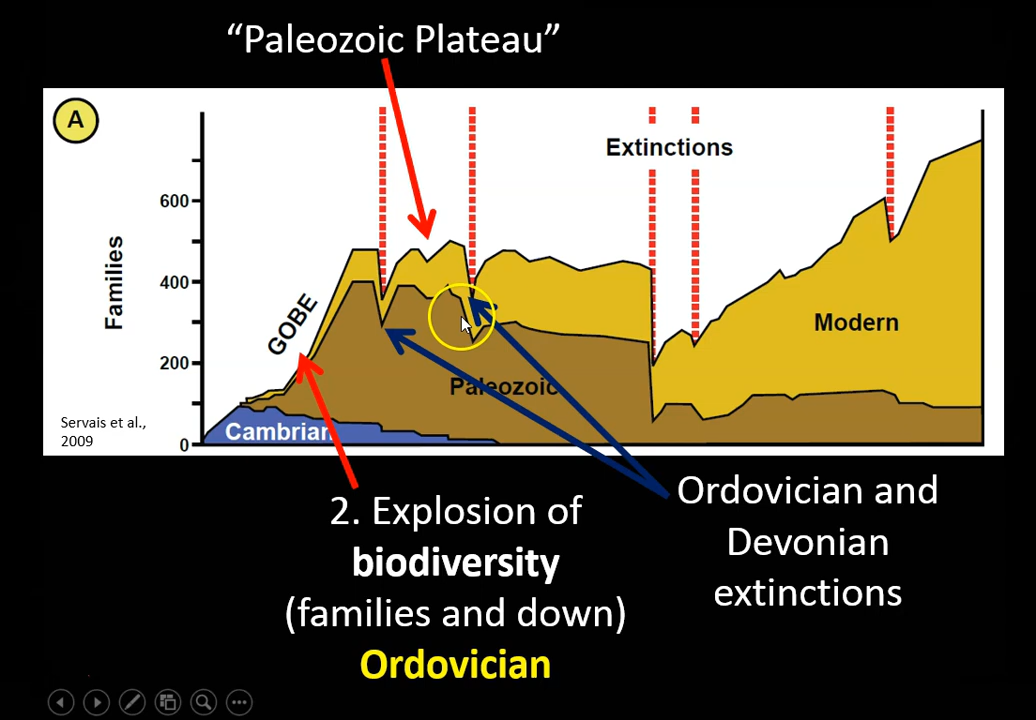 “Paleozoic Plateau”
A
Extinctions
600
400
200
0
Families
GOBE
Modern
Paleozoic
Cambrian
Servais et al.,
2009
2. Explosion of
biodiversity
(families and down)
Ordovician
Ordovician and
Devonian
extinctions